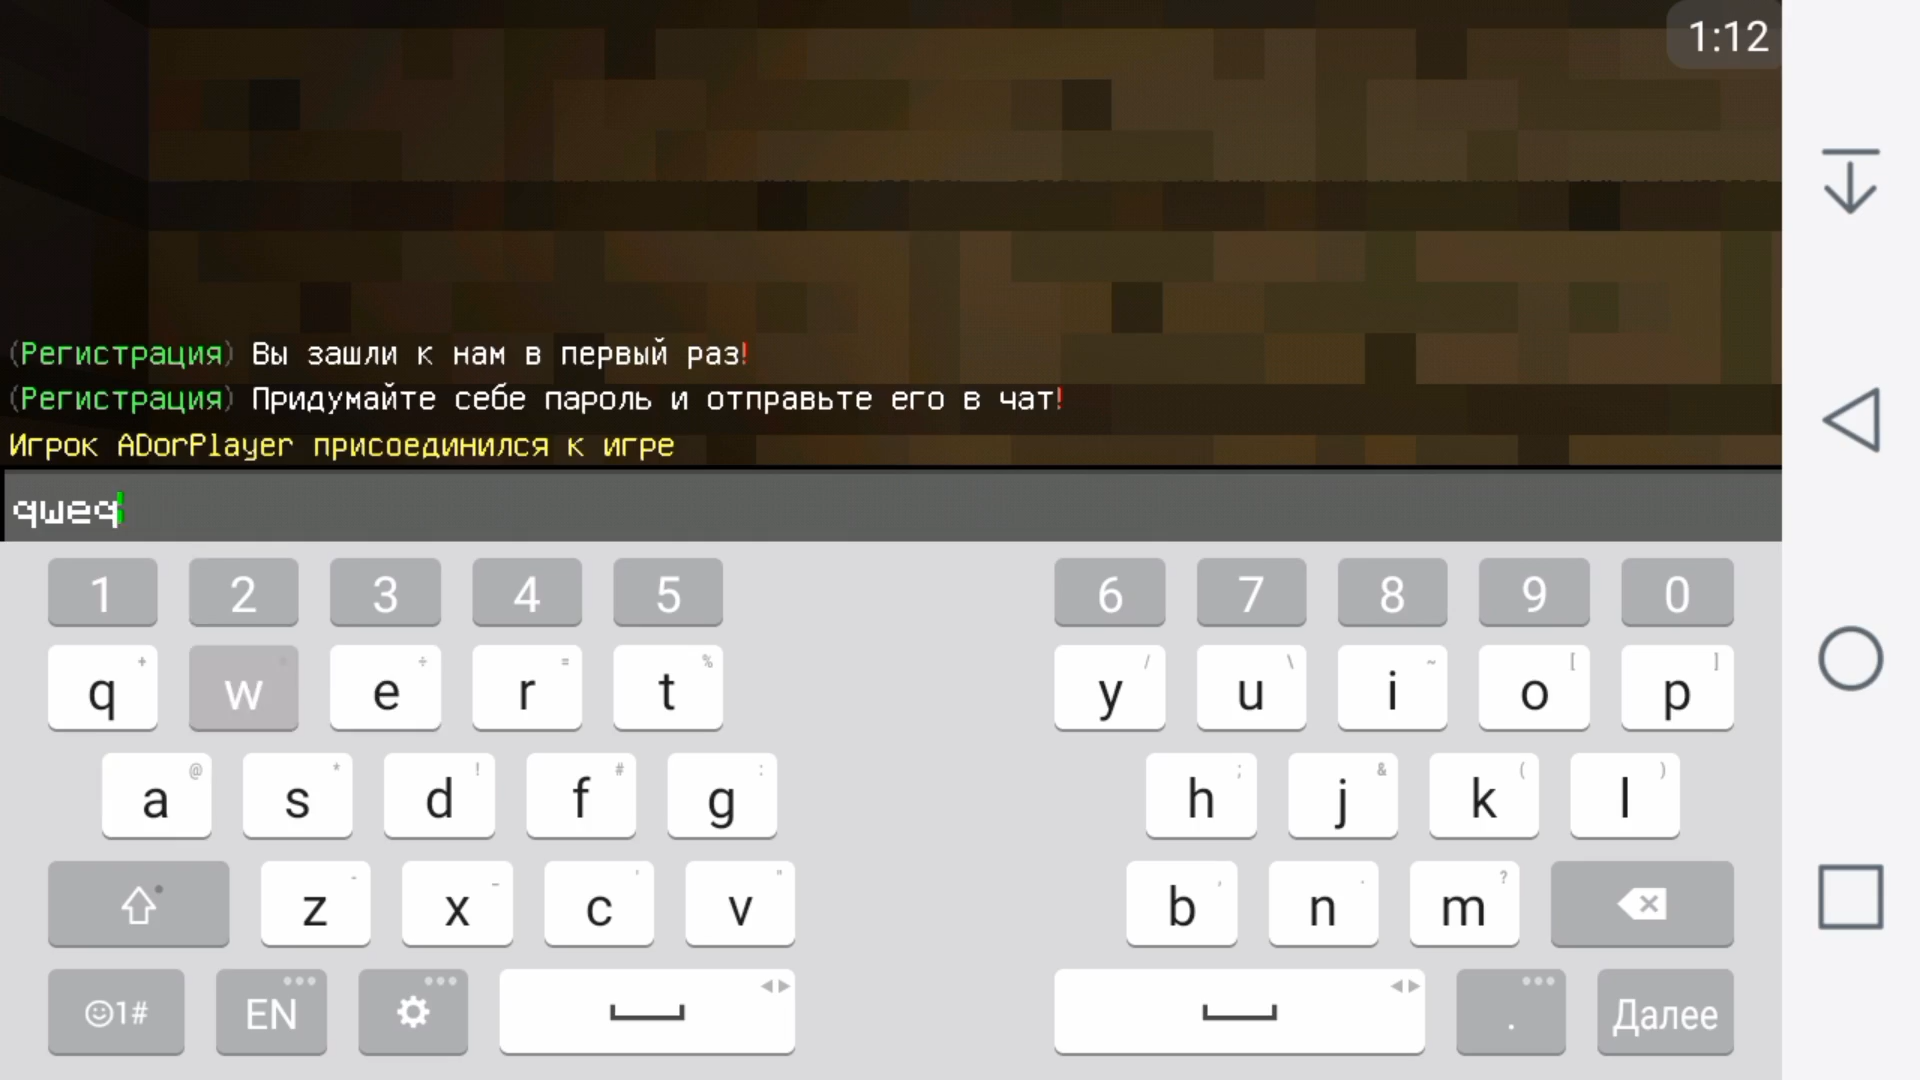 1:12
(Регистрация) Вы зашли к нам в первый раз!
(Регистрация) Придумайте себе пароль и отправьте его в чат!
Игрок ADorPlayer присоединился к игре
qweq
1 2 3 4 5 6 7 8 9 0
q + w e ÷ r = t % y / u \ i ~ o [ p ]
a @ s * d ! f # g : h ; j & k ( l )
z - x _ c ' v " b , n . m ?
1# EN . Далее